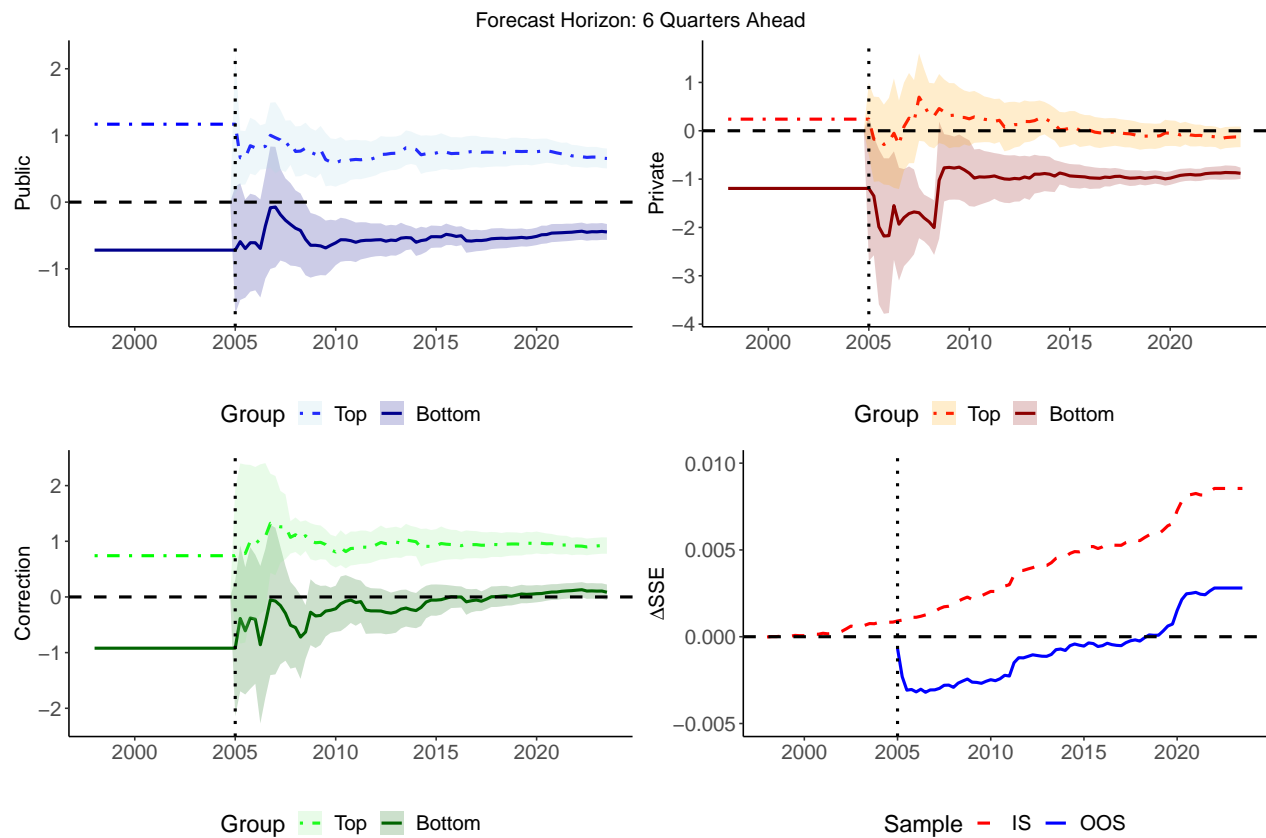 Forecast Horizon: 6 Quarters Ahead
Public
2
1
0
−1
2000 2005 2010 2015 2020
Group Top Bottom
Private
1
0
−1
−2
−3
−4
2000 2005 2010 2015 2020
Group Top Bottom
Correction
2
1
0
−1
−2
2000 2005 2010 2015 2020
Group Top Bottom
ΔSSE
0.010
0.005
0.000
−0.005
2000 2005 2010 2015 2020
Sample IS OOS